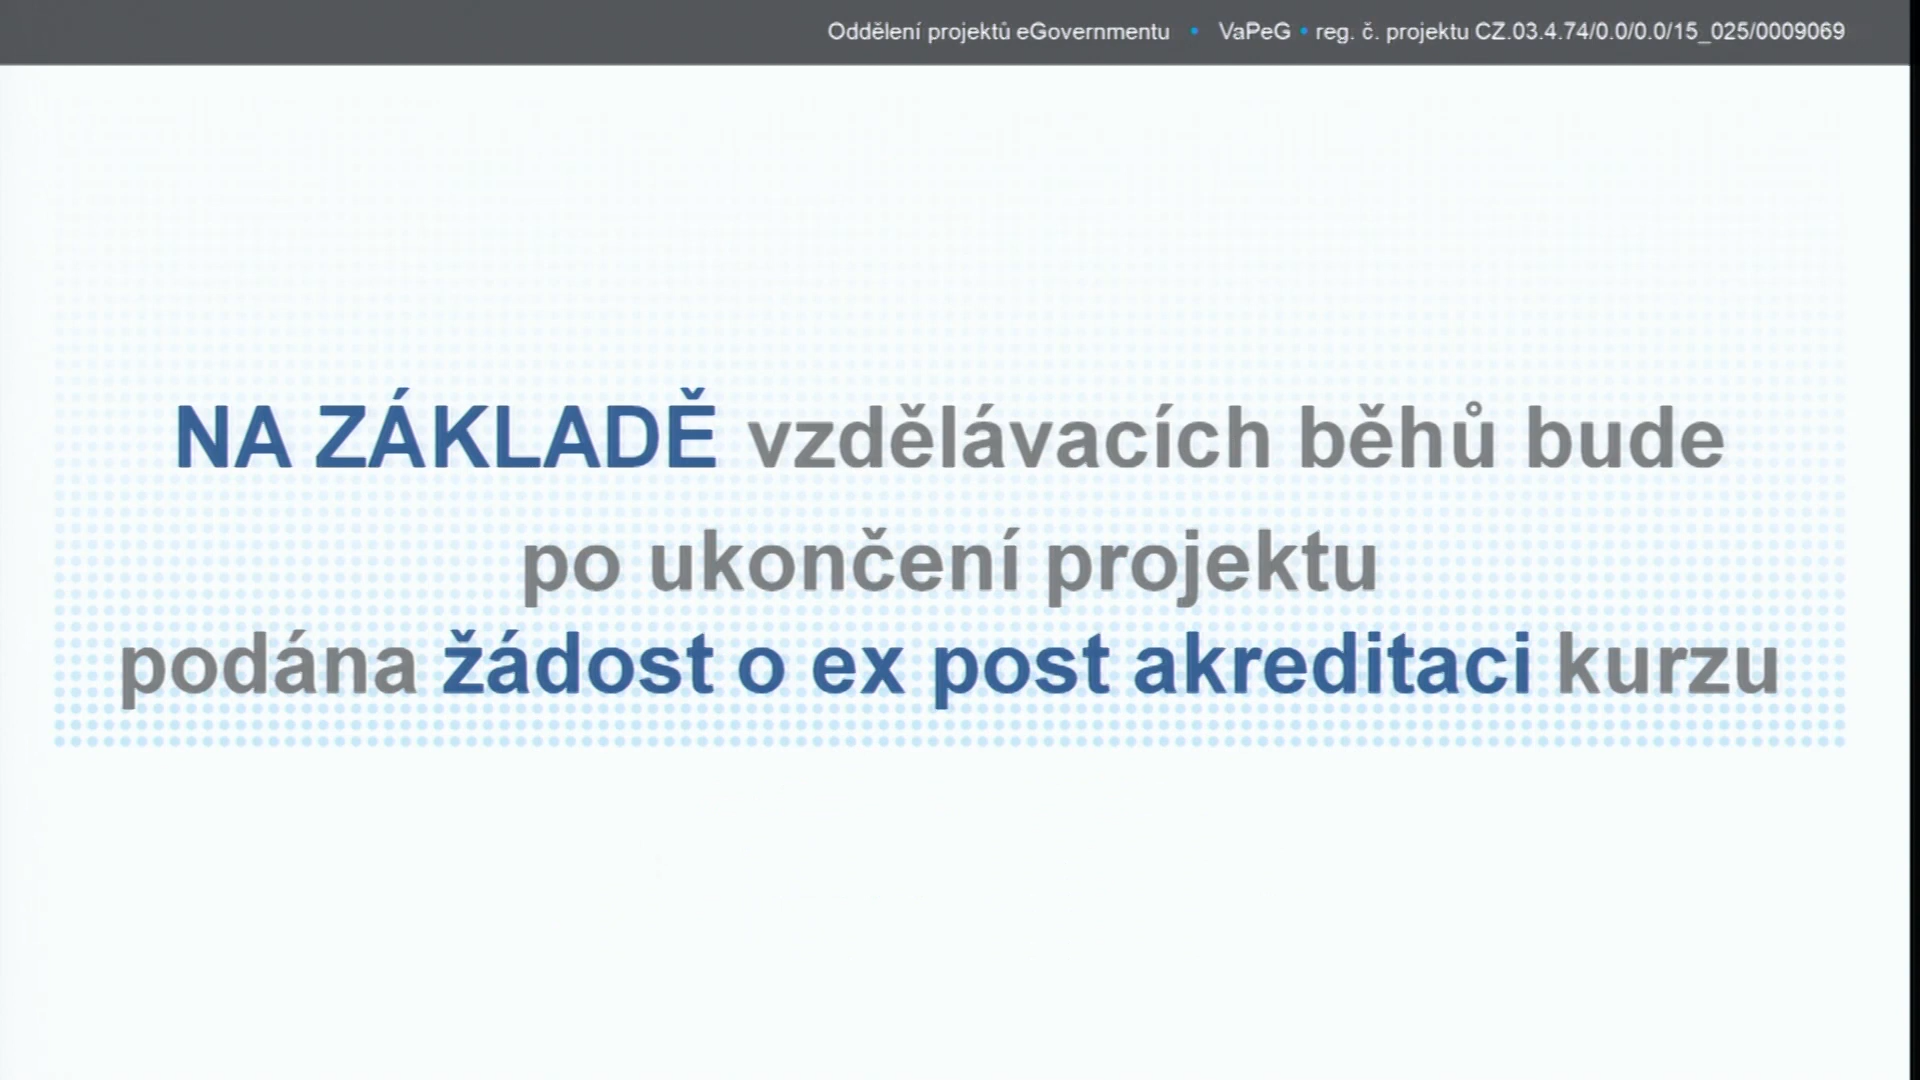 Oddělení projektů eGovernmentu • VaPeG • reg. č. projektu CZ.03.4.74/0.0/0.0/15_025/0009069
NA ZÁKLADĚ vzdělávacích běhů bude
po ukončení projektu
podána žádost o ex post akreditaci kurzu